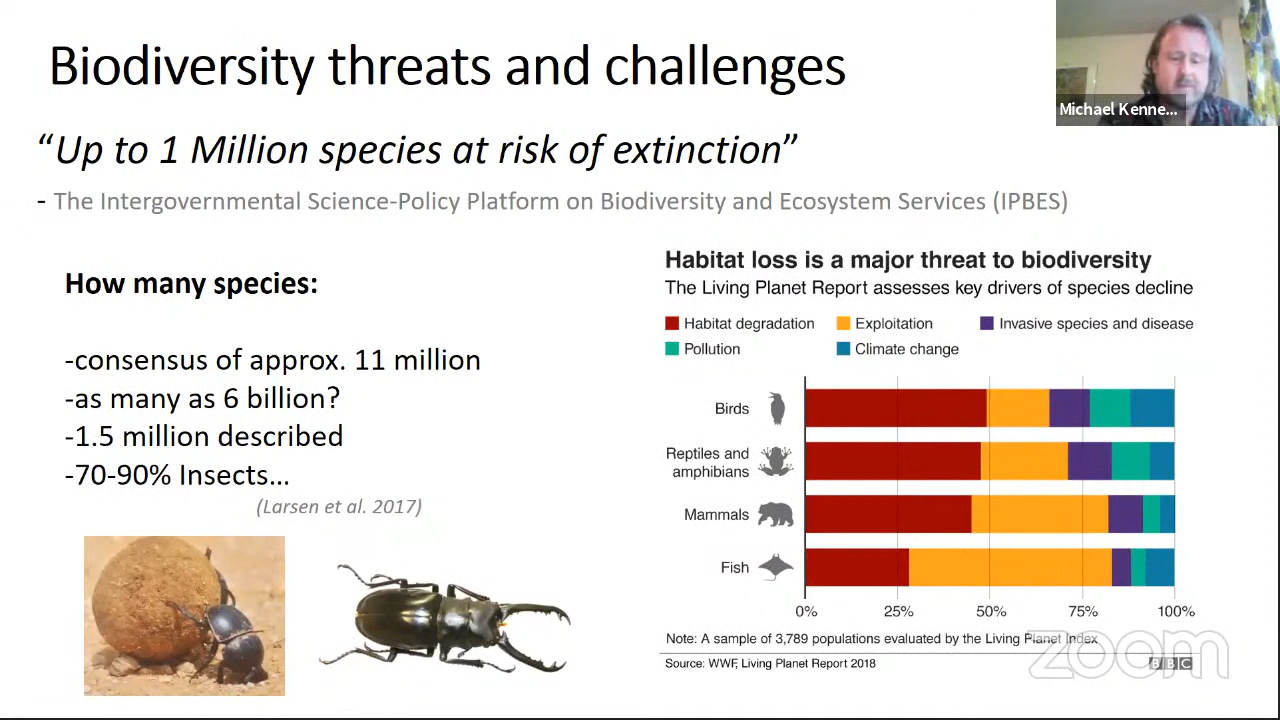 Biodiversity threats and challenges
Michael Kenne...
“Up to 1 Million species at risk of extinction”
- The Intergovernmental Science-Policy Platform on Biodiversity and Ecosystem Services (IPBES)
How many species:
-consensus of approx. 11 million
-as many as 6 billion?
-1.5 million described
-70-90% Insects...
(Larsen et al. 2017)
Habitat loss is a major threat to biodiversity
The Living Planet Report assesses key drivers of species decline
Habitat degradation Exploitation Invasive species and disease
Pollution Climate change
Birds
Reptiles and
amphibians
Mammals
Fish
0% 25% 50% 75% 100%
Note: A sample of 3,789 populations evaluated by the Living Planet Index
Source: WWF, Living Planet Report 2018
BBC
zoom